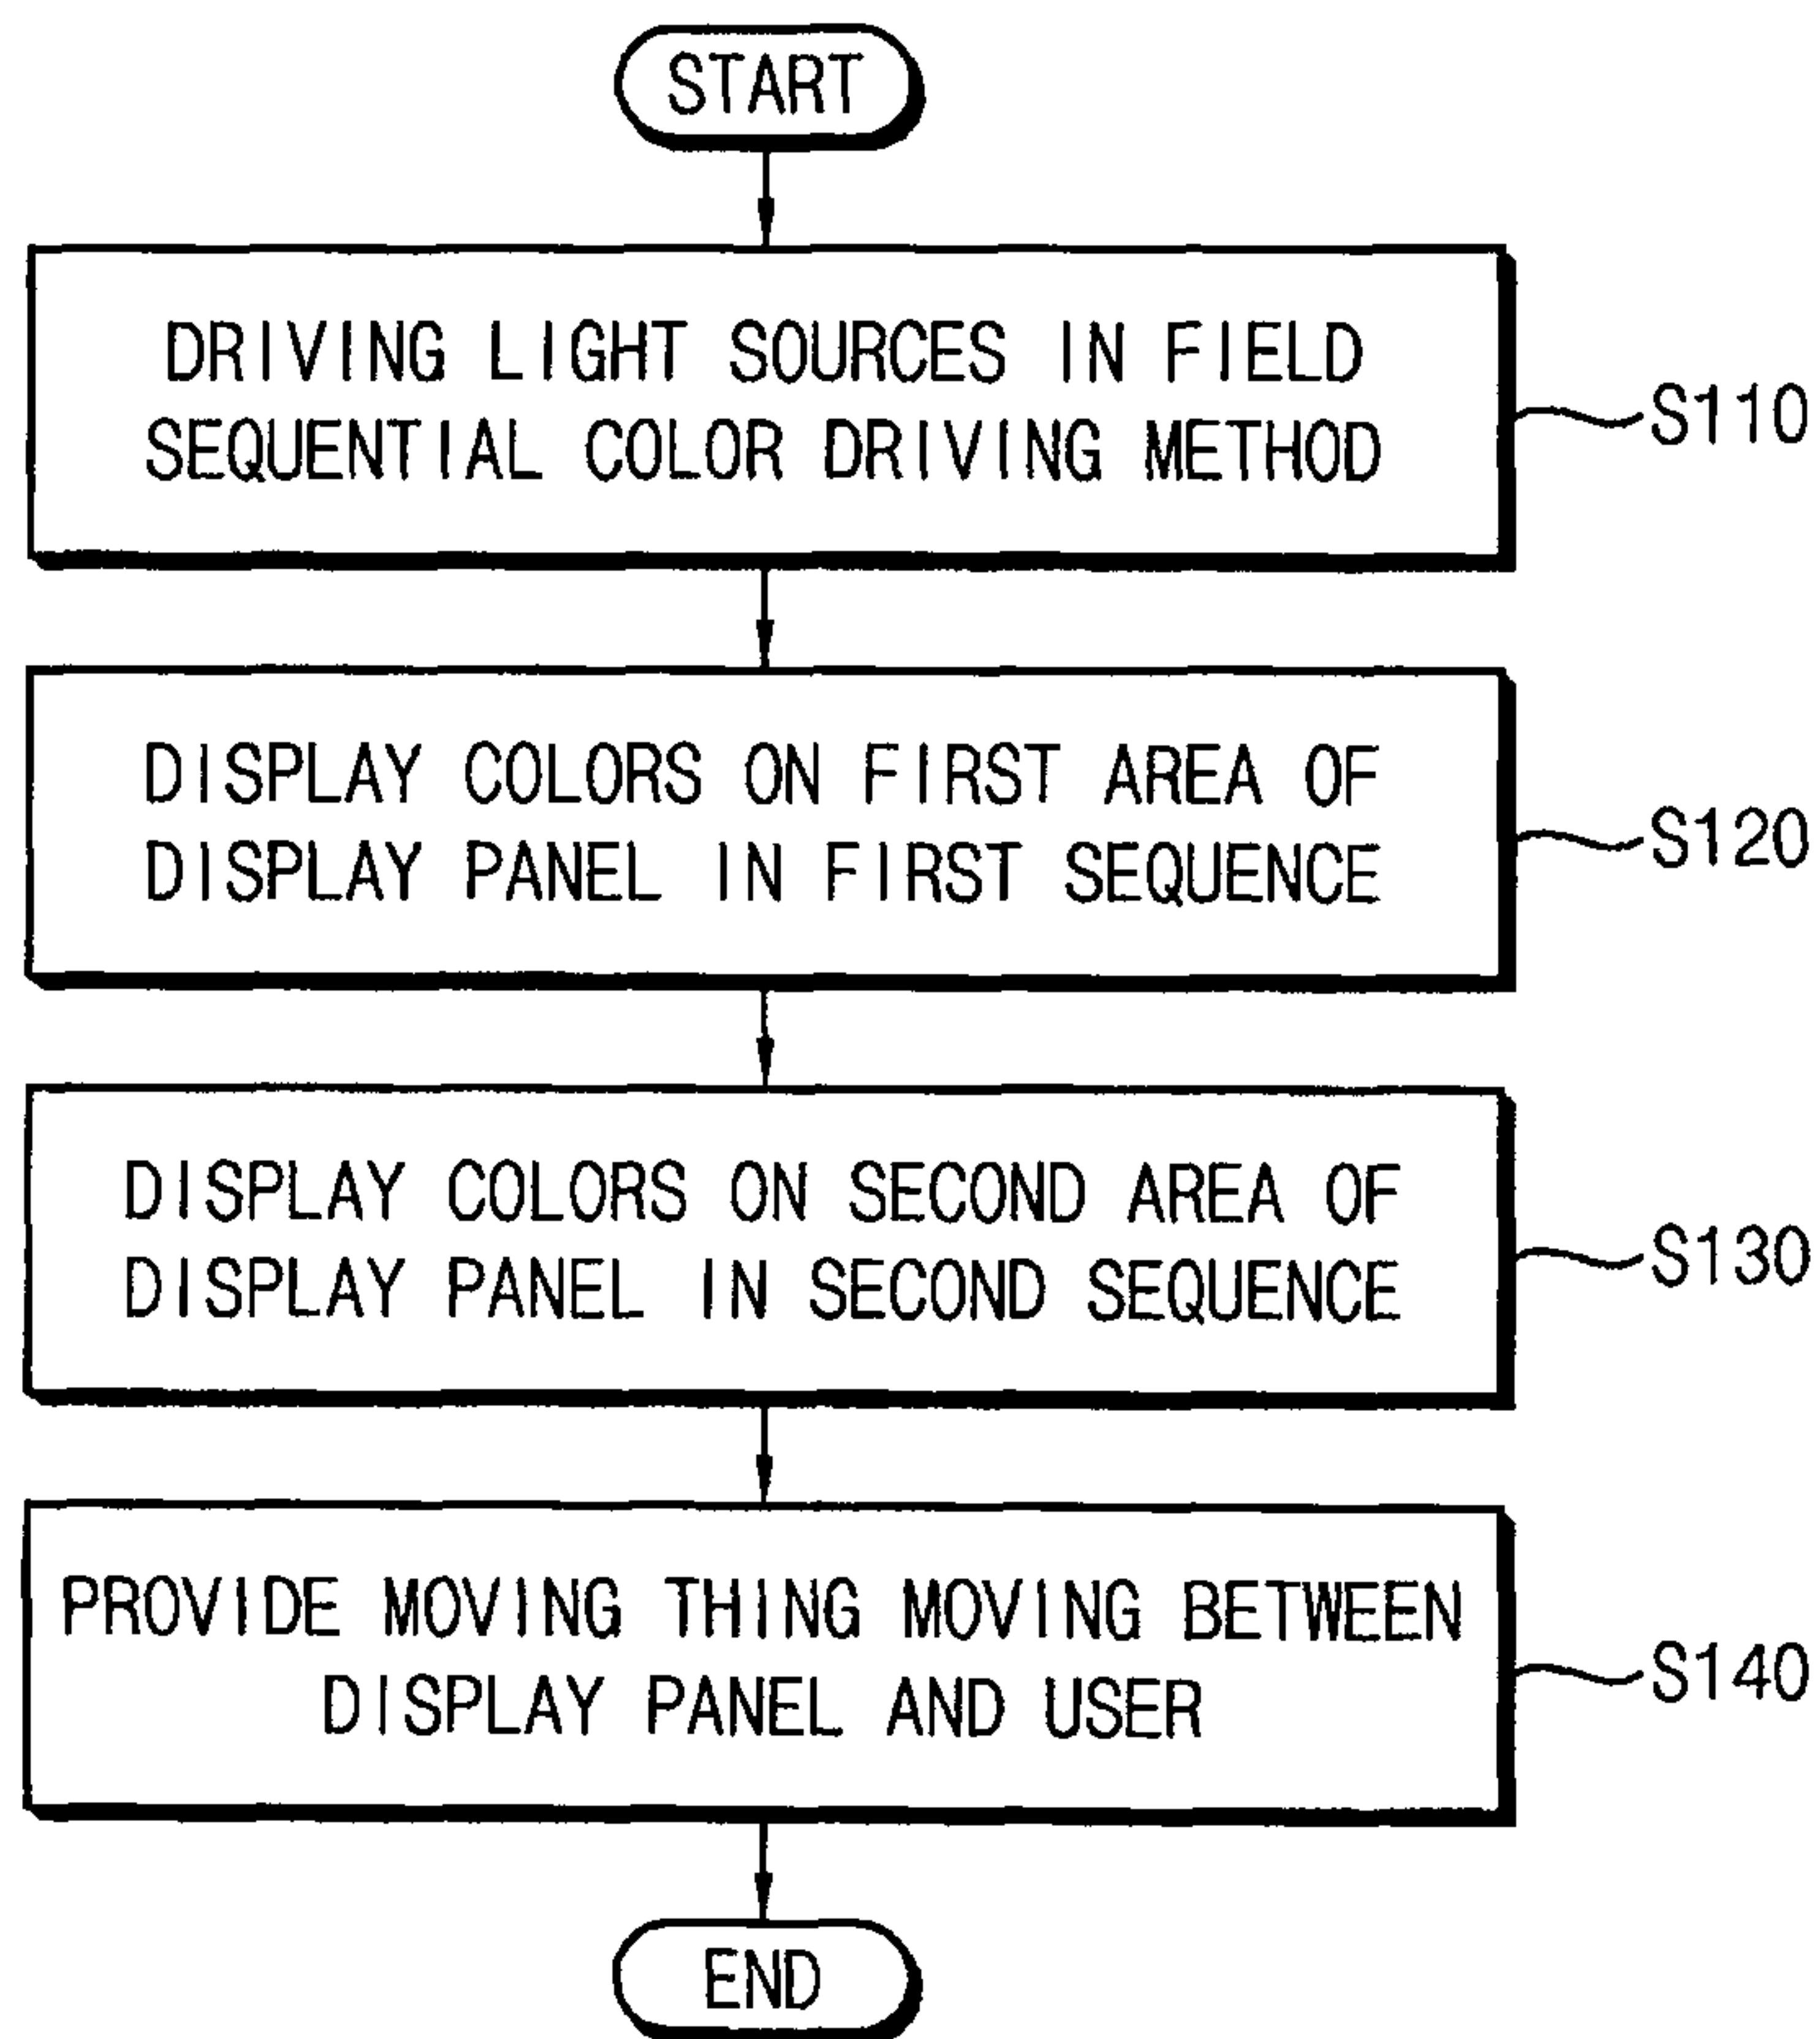 START
DRIVING LIGHT SOURCES IN FIELD
SEQUENTIAL COLOR DRIVING METHOD
S110
DISPLAY COLORS ON FIRST AREA OF
DISPLAY PANEL IN FIRST SEQUENCE
S120
DISPLAY COLORS ON SECOND AREA OF
DISPLAY PANEL IN SECOND SEQUENCE
S130
PROVIDE MOVING THING MOVING BETWEEN
DISPLAY PANEL AND USER
S140
END